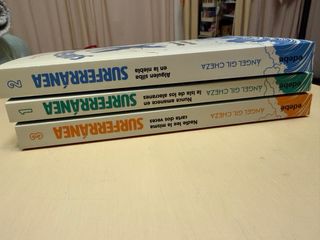 2
SURFERRÁNEA
Alguien silba
en la niebla
ÁNGEL GIL CHEZA
edebé
1
SURFERRÁNEA
Nunca amanece en
la isla de los alacranes
ÁNGEL GIL CHEZA
edebé
3
SURFERRÁNEA
Nadie lee la misma
carta dos veces
ÁNGEL GIL CHEZA
edebé